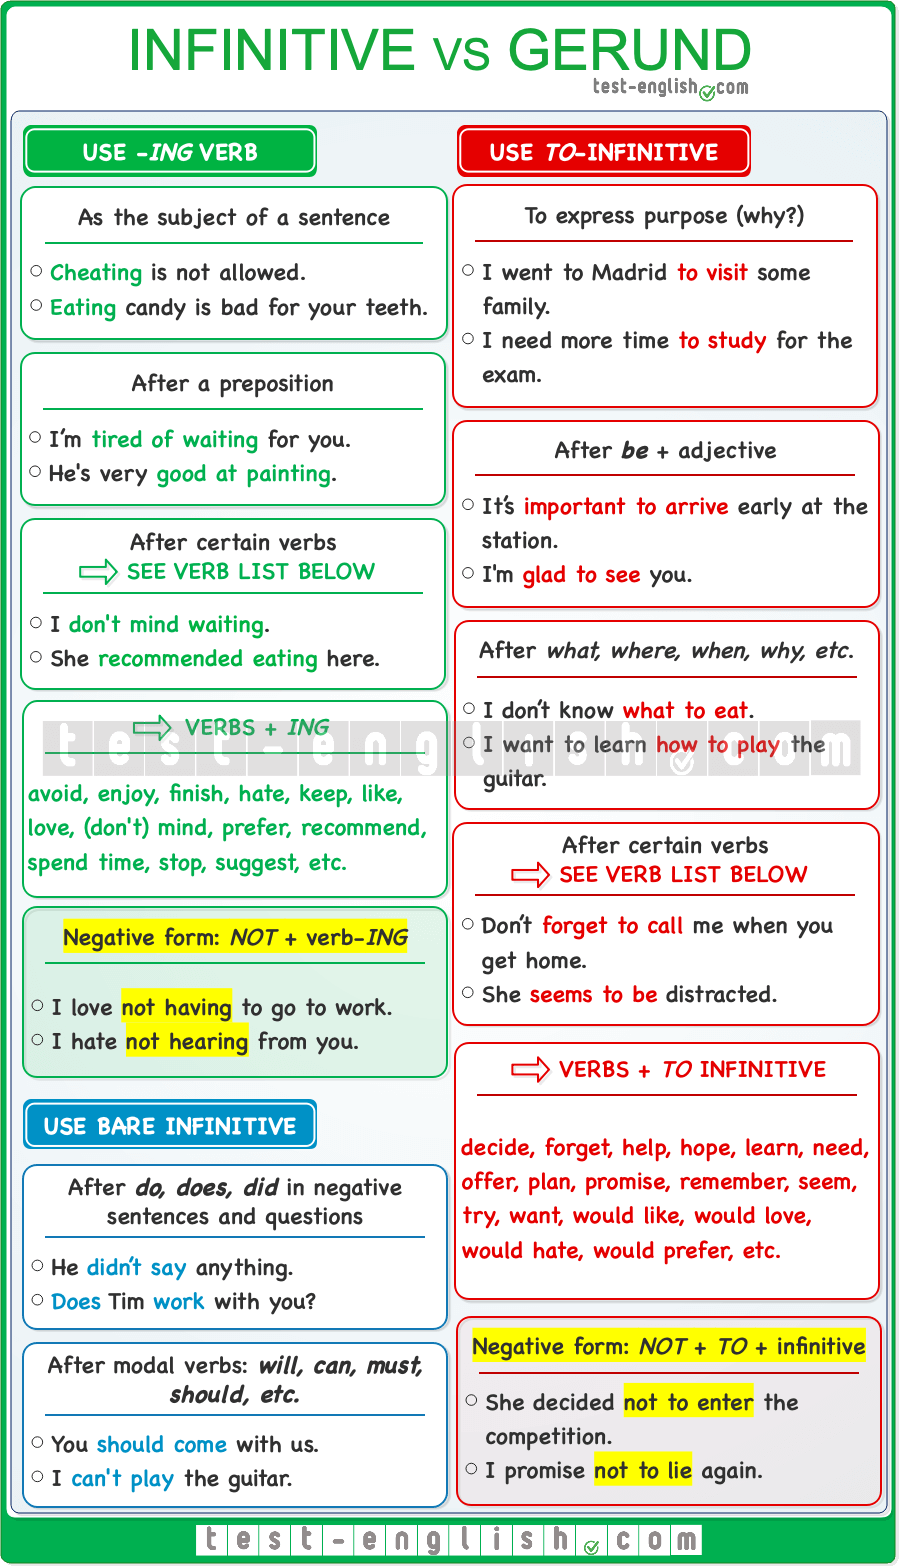 INFINITIVE VS GERUND
test-english.com
USE -ING VERB
As the subject of a sentence
Cheating is not allowed.
Eating candy is bad for your teeth.
After a preposition
I'm tired of waiting for you.
He's very good at painting.
After certain verbs
SEE VERB LIST BELOW
I don't mind waiting.
She recommended eating here.
VERBS + ING
avoid, enjoy, finish, hate, keep, like,
love, (don't) mind, prefer, recommend,
spend time, stop, suggest, etc.
Negative form: NOT + verb-ING
I love not having to go to work.
I hate not hearing from you.
USE BARE INFINITIVE
After do, does, did in negative
sentences and questions
He didn't say anything.
Does Tim work with you?
After modal verbs: will, can, must,
should, etc.
You should come with us.
I can't play the guitar.
USE TO-INFINITIVE
To express purpose (why?)
I went to Madrid to visit some
family.
I need more time to study for the
exam.
After be + adjective
It's important to arrive early at the
station.
I'm glad to see you.
After what, where, when, why, etc.
I don't know what to eat.
I want to learn how to play the
guitar.
After certain verbs
SEE VERB LIST BELOW
Don't forget to call me when you
get home.
She seems to be distracted.
VERBS + TO INFINITIVE
decide, forget, help, hope, learn, need,
offer, plan, promise, remember, seem,
try, want, would like, would love,
would hate, would prefer, etc.
Negative form: NOT + TO + infinitive
She decided not to enter the
competition.
I promise not to lie again.
test-english.com
test-english.com